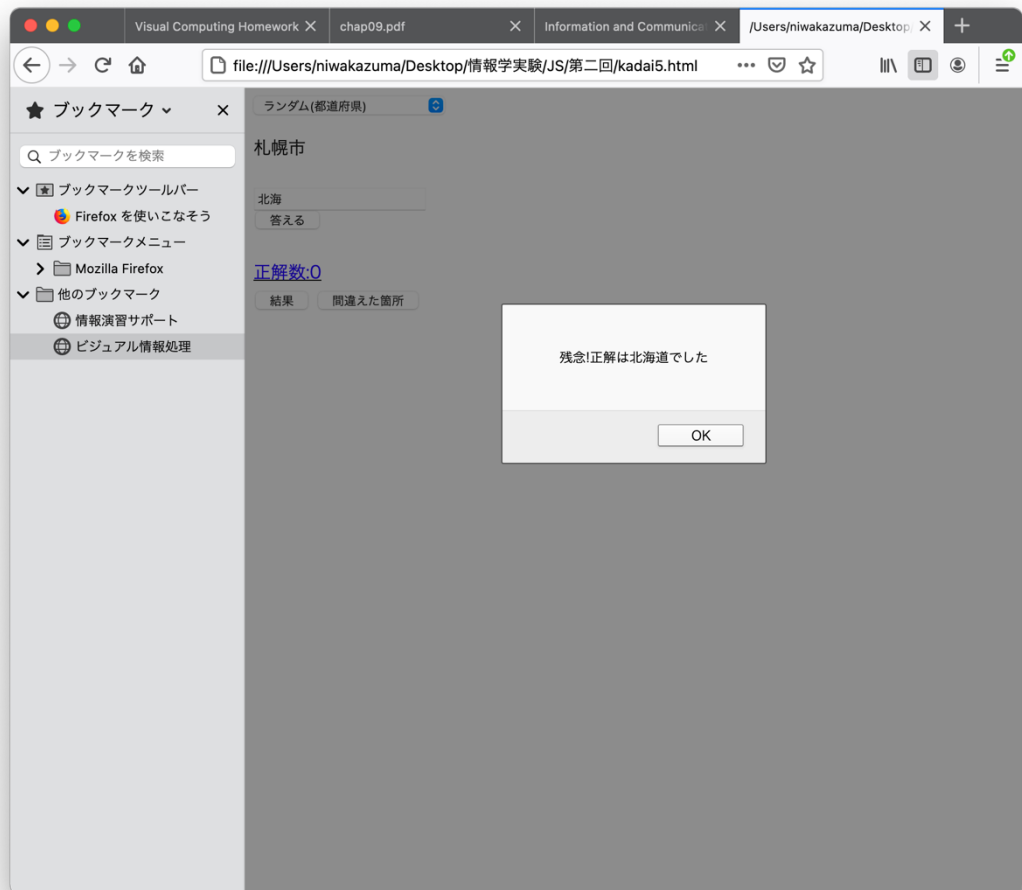 Visual Computing Homework
chap09.pdf
Information and Communica
/Users/niwakazuma/Desktop/
file:///Users/niwakazuma/Desktop/情報学実験/JS/第二回/kadai5.html
ブックマーク
ブックマークを検索
ブックマークツールバー
Firefox を使いこなそう
ブックマークメニュー
Mozilla Firefox
他のブックマーク
情報演習サポート
ビジュアル情報処理
ランダム(都道府県)
札幌市
北海
答える
正解数:0
結果 間違えた箇所
残念!正解は北海道でした
OK